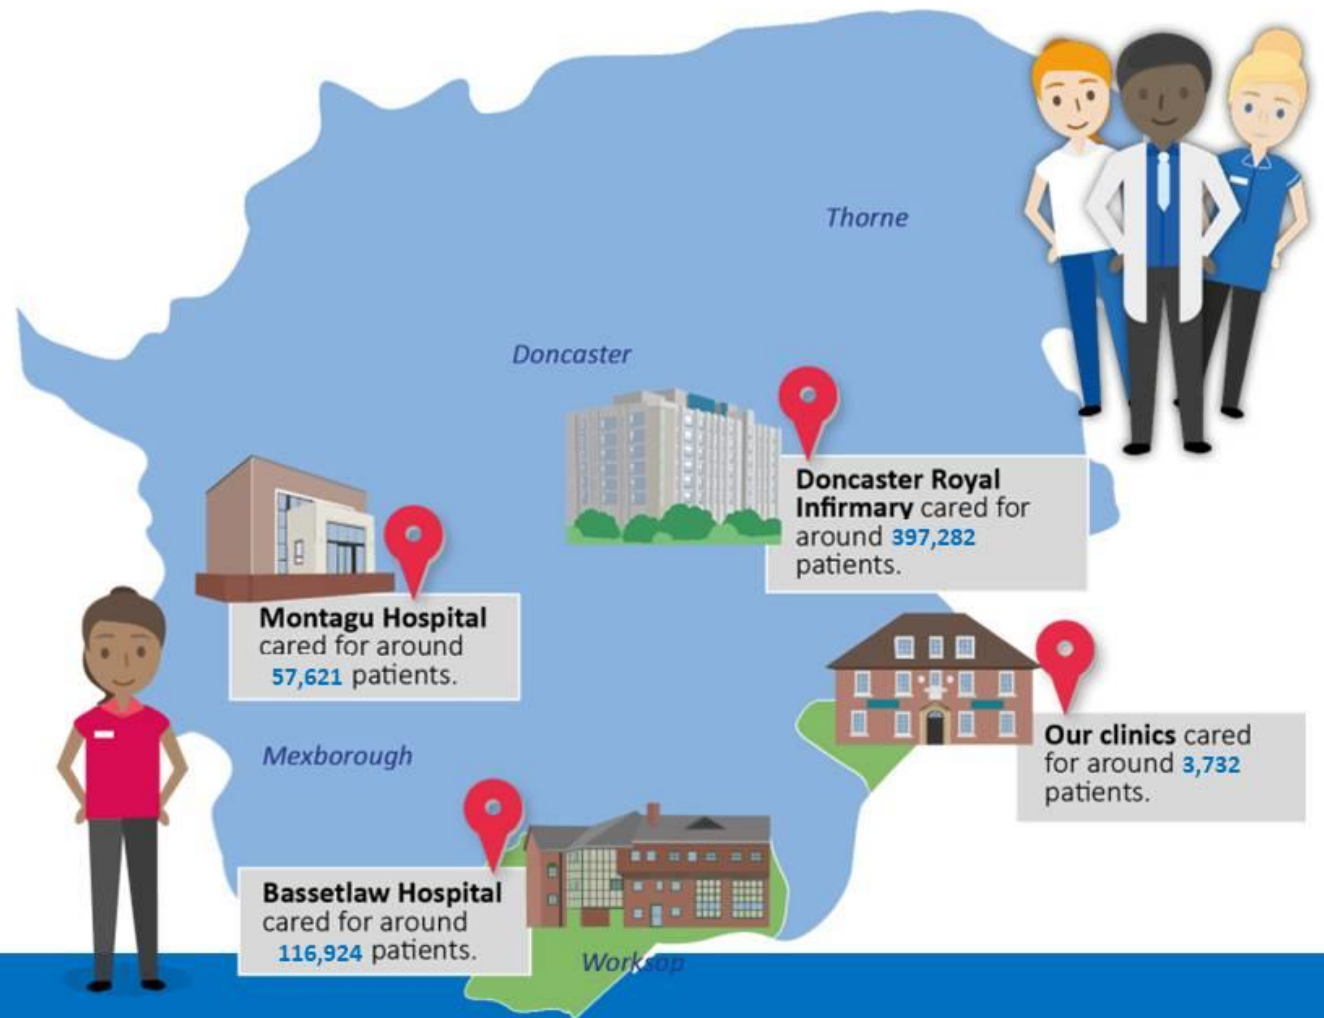 Thorne
Doncaster
Doncaster Royal
Infirmary cared for
around 397,282
patients.
Montagu Hospital
cared for around
57,621 patients.
Our clinics cared
for around 3,732
patients.
Mexborough
Bassetlaw Hospital
cared for around
116,924 patients.
Worksop